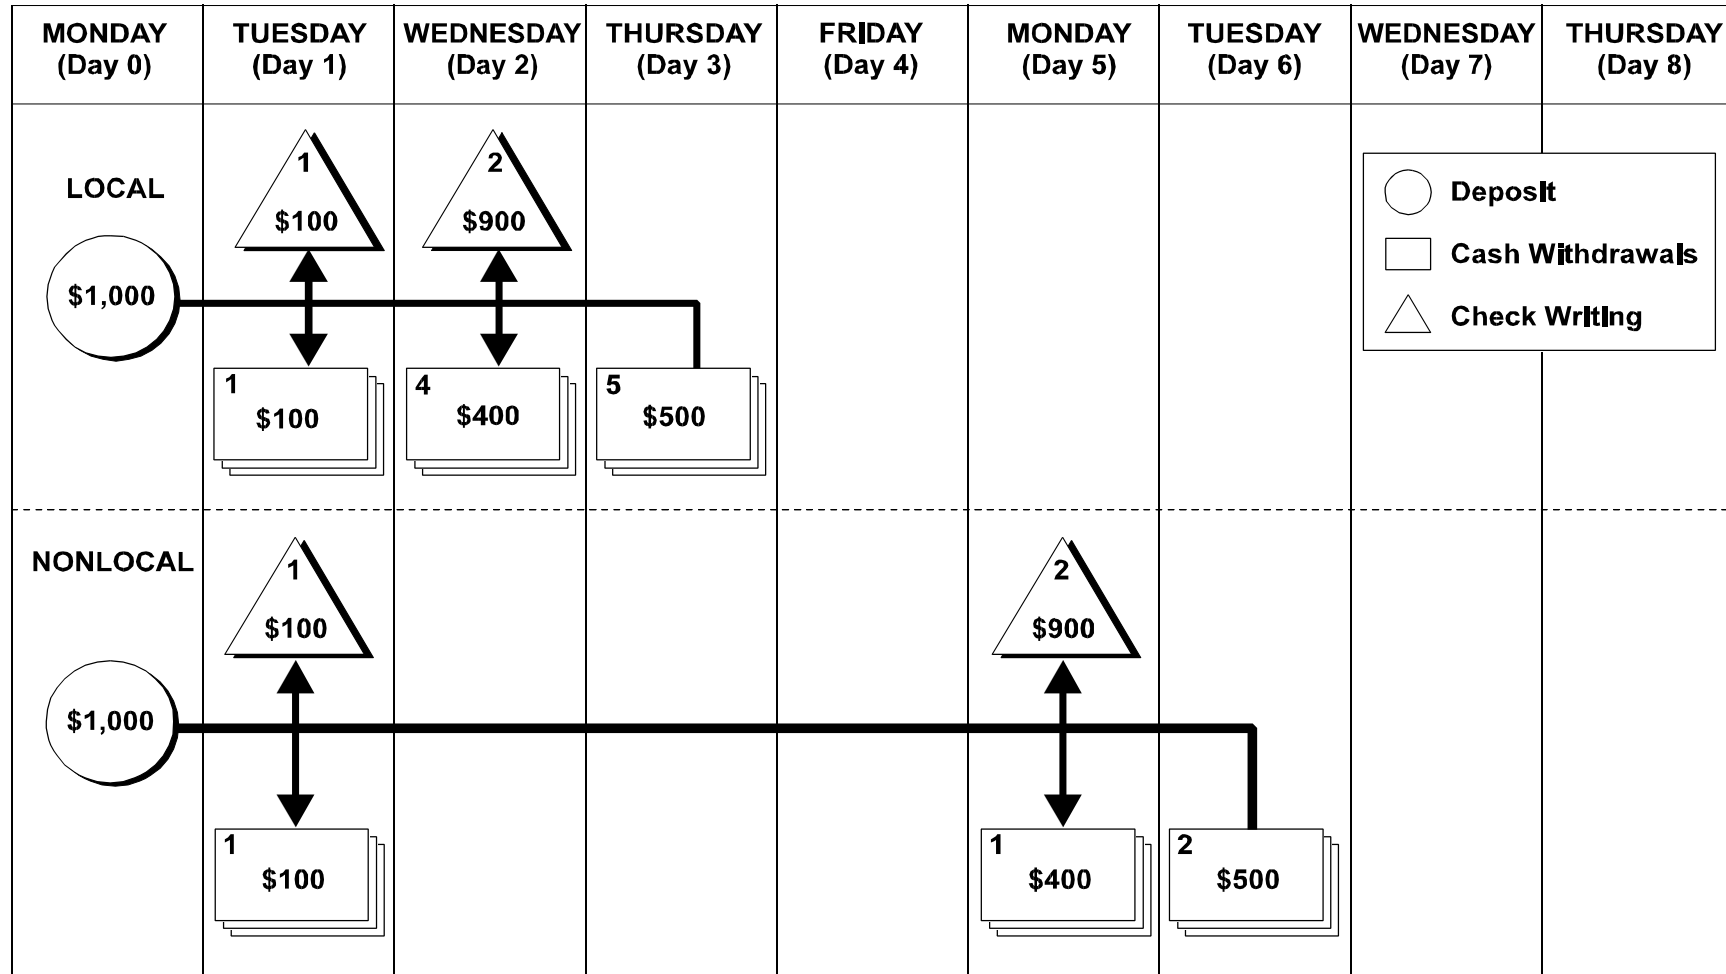 MONDAY
(Day 0)
TUESDAY
(Day 1)
WEDNESDAY
(Day 2)
THURSDAY
(Day 3)
FRIDAY
(Day 4)
MONDAY
(Day 5)
TUESDAY
(Day 6)
WEDNESDAY
(Day 7)
THURSDAY
(Day 8)
LOCAL
$1,000
1
$100
2
$900
1
$100
4
$400
5
$500
Deposit
Cash Withdrawals
Check Writing
NONLOCAL
$1,000
1
$100
2
$900
1
$100
1
$400
2
$500